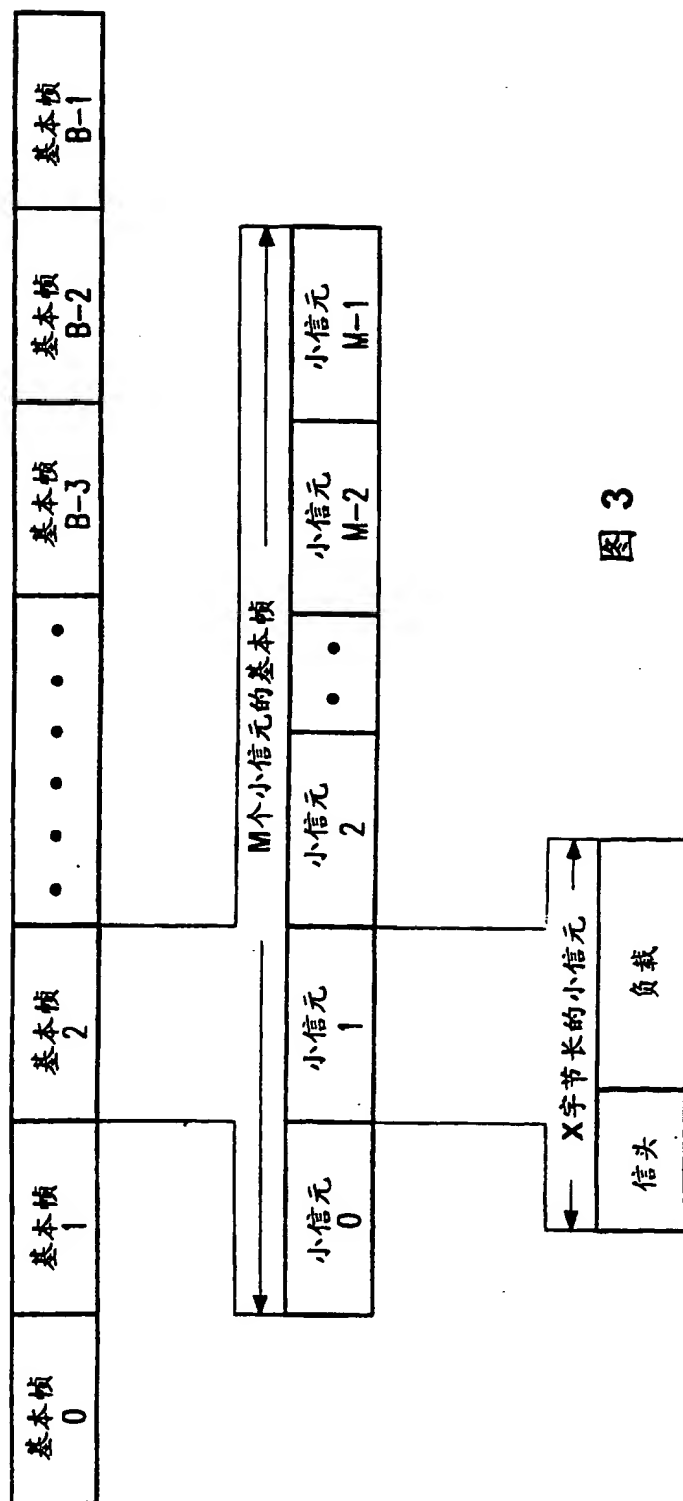 基本帧
0
基本帧
1
基本帧
2
基本帧
B-3
基本帧
B-2
基本帧
B-1
M个小信元的基本帧
小信元
0
小信元
1
小信元
2
小信元
M-2
小信元
M-1
X字节长的小信元
信头
负载
图 3